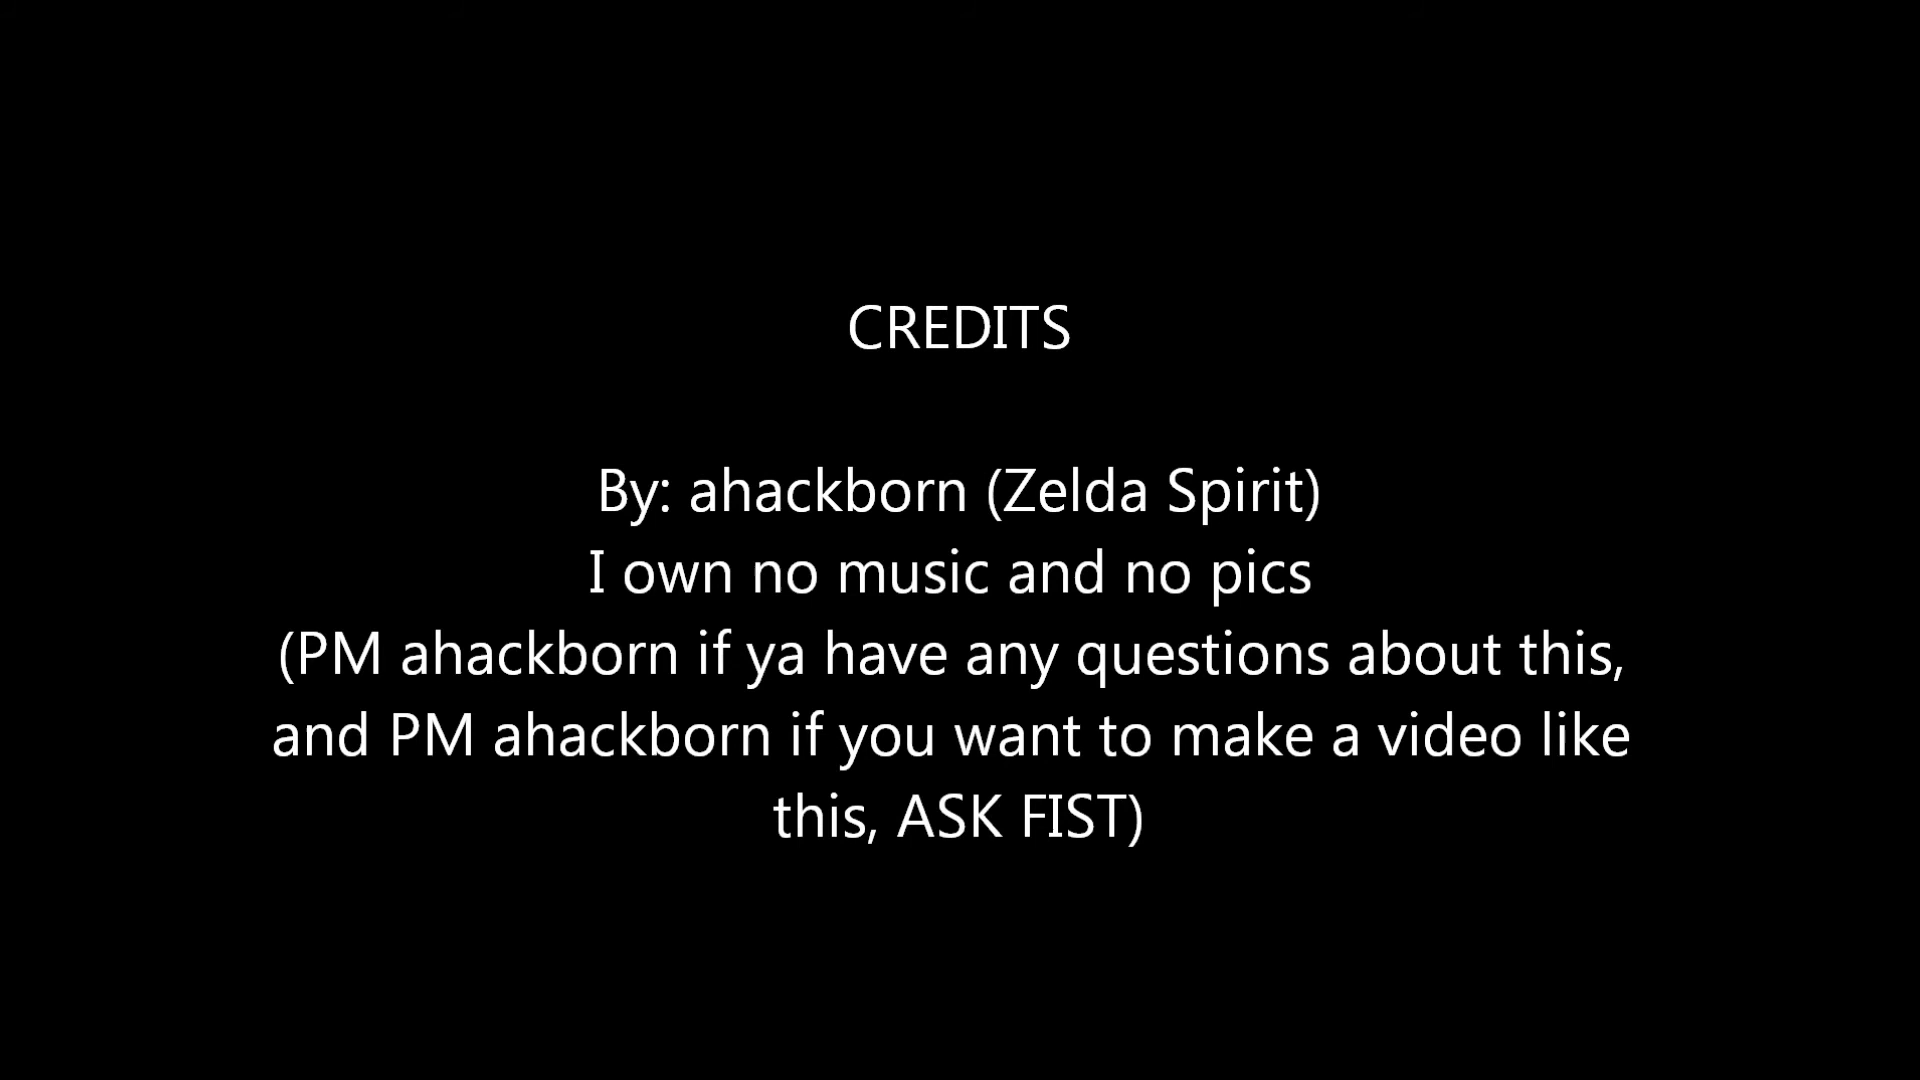 CREDITS
By: ahackborn (Zelda Spirit)
I own no music and no pics
(PM ahackborn if ya have any questions about this,
and PM ahackborn if you want to make a video like
this, ASK FIST)